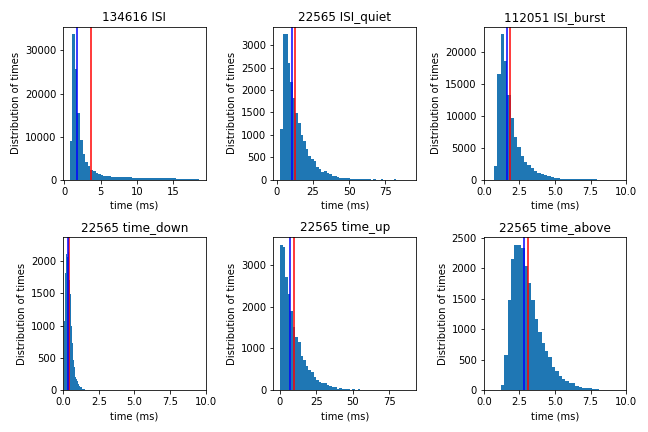 134616 ISI
Distribution of times
30000
20000
10000
0
0 5 10 15
time (ms)
22565 ISI_quiet
Distribution of times
3400
3000
2500
2000
1500
1000
500
0
0 25 50 75
time (ms)
112051 ISI_burst
Distribution of times
20000
15000
10000
5000
0
0.0 2.5 5.0 7.5 10.0
time (ms)
22565 time_down
Distribution of times
2000
1500
1000
500
0
0.0 2.5 5.0 7.5 10.0
time (ms)
22565 time_up
Distribution of times
3000
2000
1000
0
0 25 50 75
time (ms)
22565 time_above
Distribution of times
2500
2000
1500
1000
500
0
0.0 2.5 5.0 7.5 10.0
time (ms)